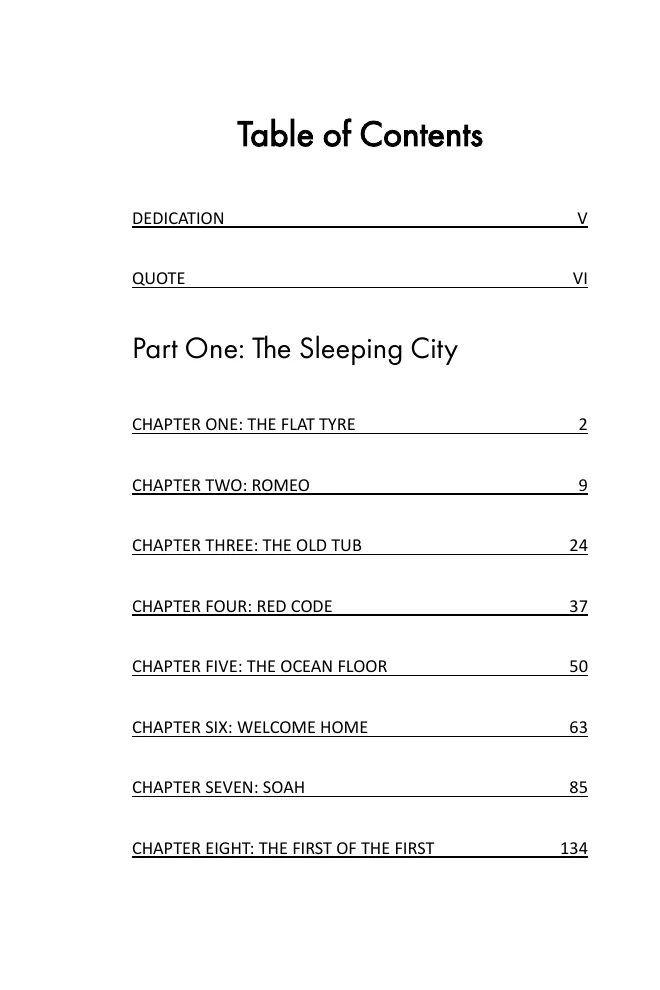 Table of Contents
DEDICATION V
QUOTE VI
Part One: The Sleeping City
CHAPTER ONE: THE FLAT TYRE 2
CHAPTER TWO: ROMEO 9
CHAPTER THREE: THE OLD TUB 24
CHAPTER FOUR: RED CODE 37
CHAPTER FIVE: THE OCEAN FLOOR 50
CHAPTER SIX: WELCOME HOME 63
CHAPTER SEVEN: SOAH 85
CHAPTER EIGHT: THE FIRST OF THE FIRST 134